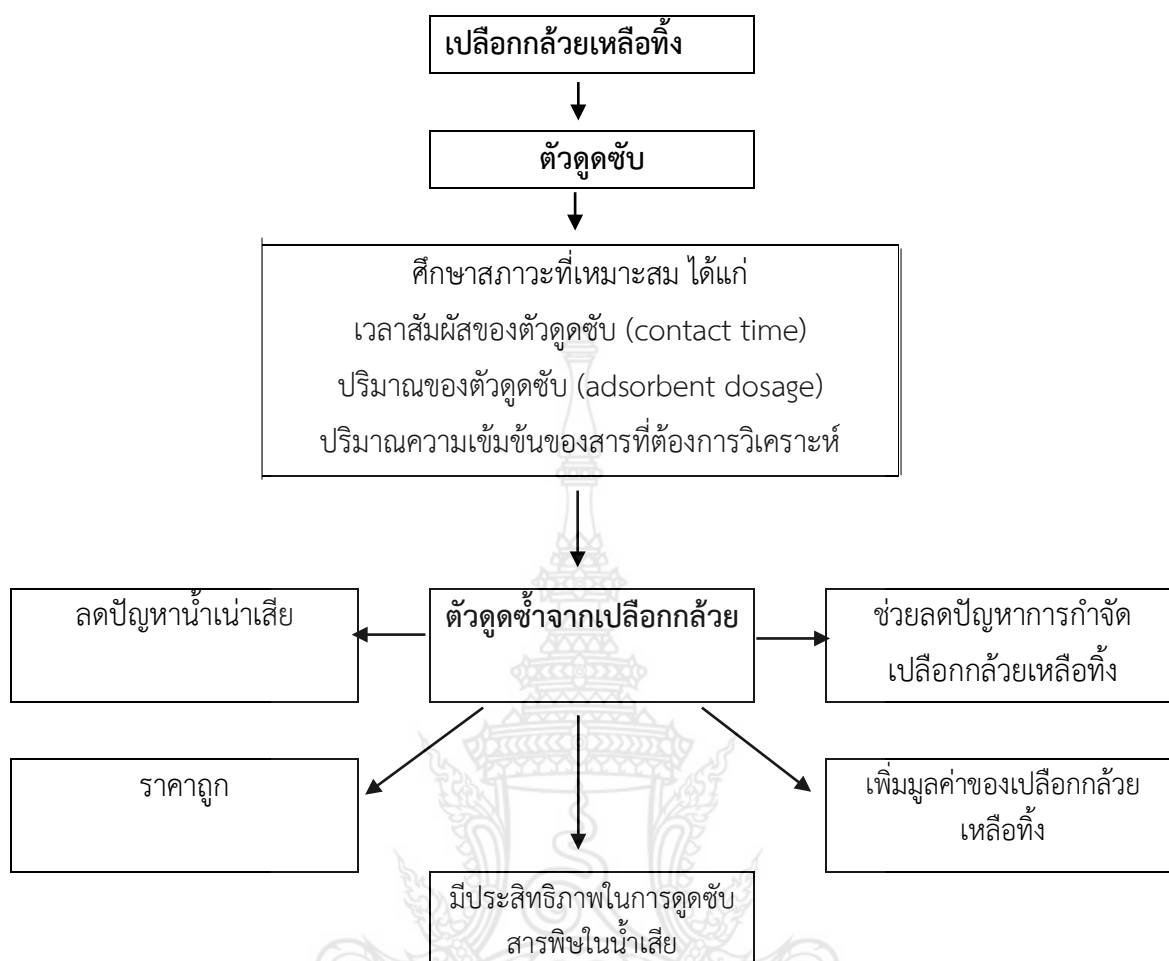 เปลือกกล้วยเหลือทิ้ง
ตัวดูดซับ
ศึกษาสภาวะที่เหมาะสม ได้แก่
เวลาสัมผัสของตัวดูดซับ (contact time)
ปริมาณของตัวดูดซับ (adsorbent dosage)
ปริมาณความเข้มข้นของสารที่ต้องการวิเคราะห์
ลดปัญหาน้ำเน่าเสีย
ตัวดูดซ้ำจากเปลือกกล้วย
ช่วยลดปัญหาการกำจัด
เปลือกกล้วยเหลือทิ้ง
ราคาถูก
เพิ่มมูลค่าของเปลือกกล้วย
เหลือทิ้ง
มีประสิทธิภาพในการดูดซับ
สารพิษในน้ำเสีย